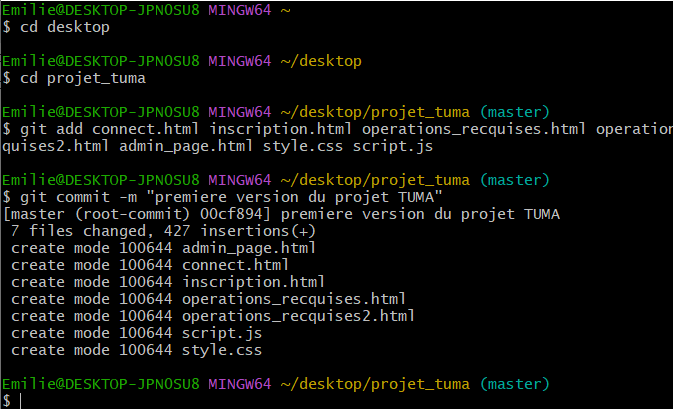 Emilie@DESKTOP-JPNOSU8 MINGW64 ~
$ cd desktop
Emilie@DESKTOP-JPNOSU8 MINGW64 ~/desktop
$ cd projet_tuma
Emilie@DESKTOP-JPNOSU8 MINGW64 ~/desktop/projet_tuma (master)
$ git add connect.html inscription.html operations_recquises.html operation
quises2.html admin_page.html style.css script.js
Emilie@DESKTOP-JPNOSU8 MINGW64 ~/desktop/projet_tuma (master)
$ git commit -m "premiere version du projet TUMA"
[master (root-commit) 00cf894] premiere version du projet TUMA
7 files changed, 427 insertions(+)
create mode 100644 admin_page.html
create mode 100644 connect.html
create mode 100644 inscription.html
create mode 100644 operations_recquises.html
create mode 100644 operations_recquises2.html
create mode 100644 script.js
create mode 100644 style.css
Emilie@DESKTOP-JPNOSU8 MINGW64 ~/desktop/projet_tuma (master)
$